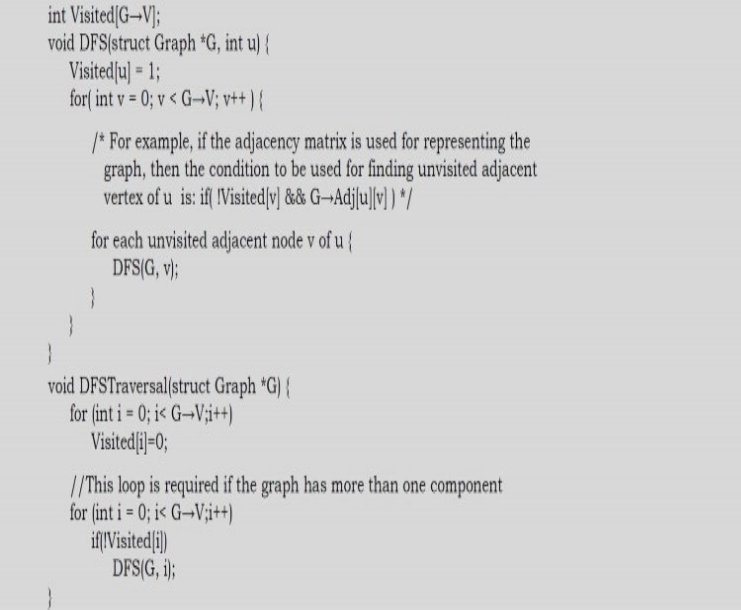 int Visited[G→V];
void DFS(struct Graph *G, int u) {
Visited[u] = 1;
for( int v = 0; v < G→V; v++ ) {
/* For example, if the adjacency matrix is used for representing the
graph, then the condition to be used for finding unvisited adjacent
vertex of u is: if( !Visited[v] && G→Adj[u][v] ) */
for each unvisited adjacent node v of u {
DFS(G, v);
}
}
}
void DFSTraversal(struct Graph *G) {
for (int i = 0; i< G→V;i++)
Visited[i]=0;
//This loop is required if the graph has more than one component
for (int i = 0; i< G→V;i++)
if(!Visited[i])
DFS(G, i);
}